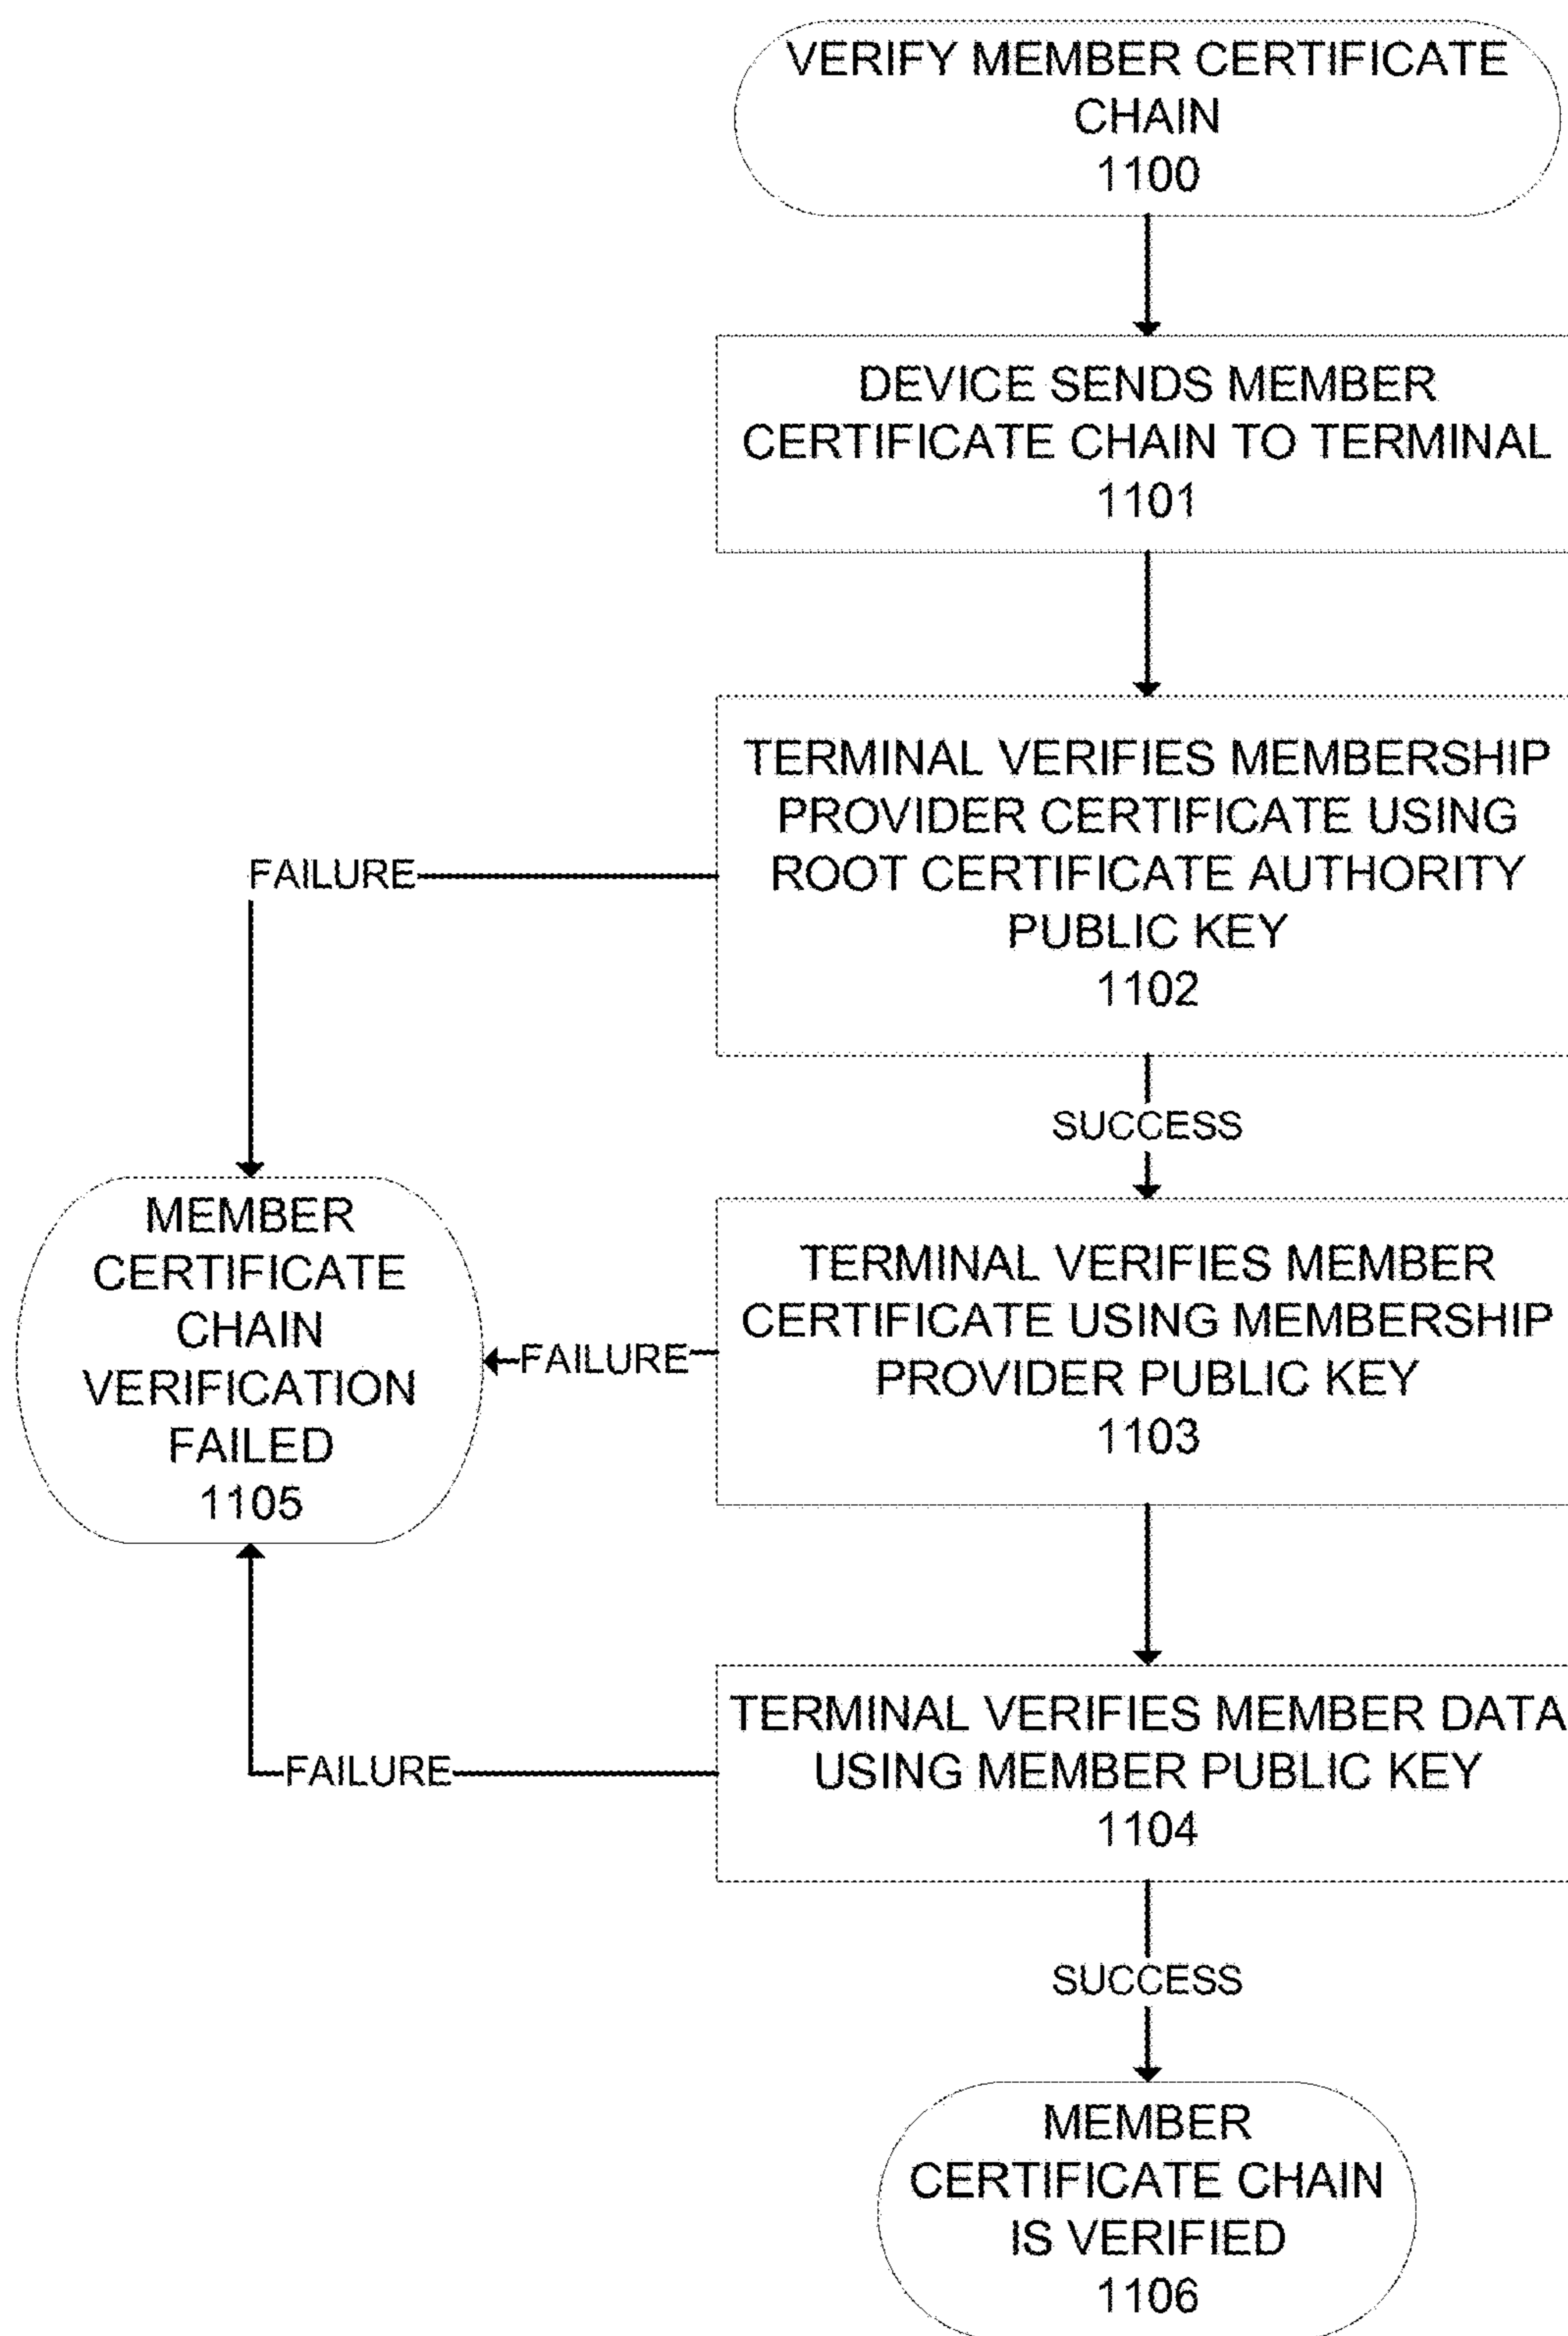 VERIFY MEMBER CERTIFICATE
CHAIN
1100
DEVICE SENDS MEMBER
CERTIFICATE CHAIN TO TERMINAL
1101
TERMINAL VERIFIES MEMBERSHIP
PROVIDER CERTIFICATE USING
ROOT CERTIFICATE AUTHORITY
PUBLIC KEY
1102
FAILURE
SUCCESS
MEMBER
CERTIFICATE
CHAIN
VERIFICATION
FAILED
1105
FAILURE
TERMINAL VERIFIES MEMBER
CERTIFICATE USING MEMBERSHIP
PROVIDER PUBLIC KEY
1103
TERMINAL VERIFIES MEMBER DATA
USING MEMBER PUBLIC KEY
1104
FAILURE
SUCCESS
MEMBER
CERTIFICATE CHAIN
IS VERIFIED
1106